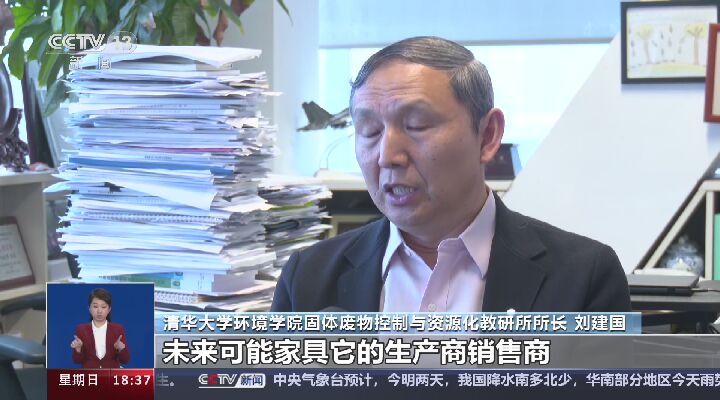 CCTV 13
新闻
清华大学环境学院固体废物控制与资源化教研所所长 刘建国
未来可能家具它的生产商销售商
星期日 18:37 生。 CCTV 新闻 中央气象台预计，今明两天，我国降水南多北少，华南部分地区今天雨势